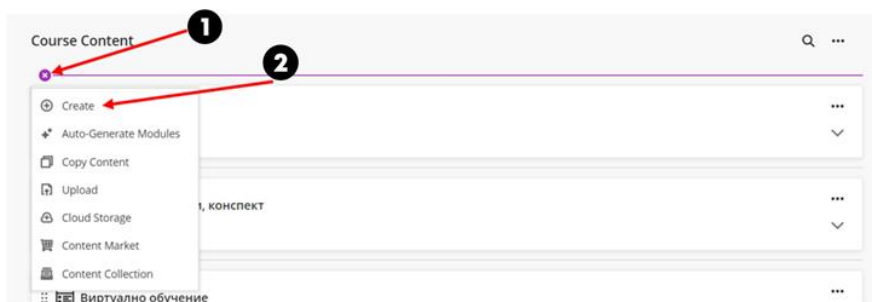 1
Course Content
2
Create
Auto-Generate Modules
Copy Content
Upload
, конспект
Cloud Storage
Content Market
Content Collection
Виртуално обучение